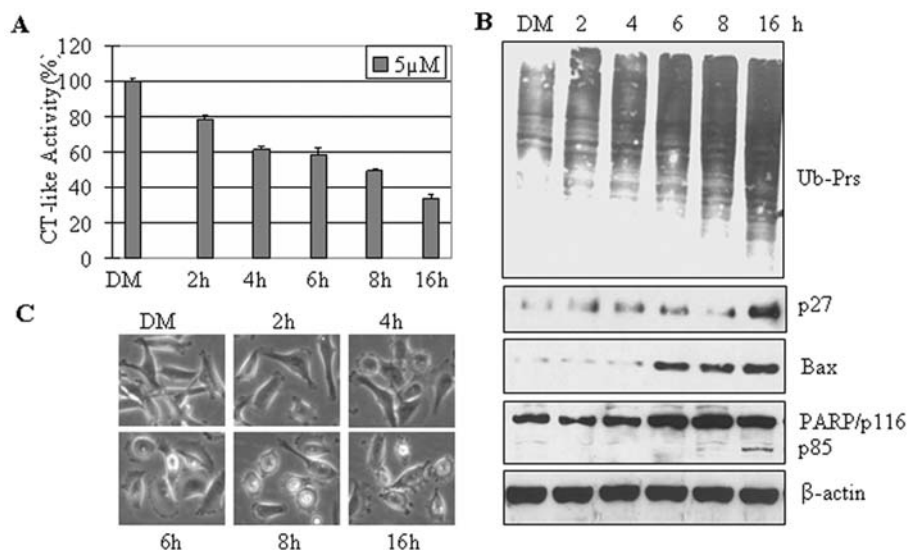 A
120
100
80
60
40
20
0
CT-like Activity (%)
5µM
DM 2h 4h 6h 8h 16h
B
DM 2 4 6 8 16 h
Ub-Prs
p27
Bax
PARP/p116
p85
β-actin
C
DM 2h 4h
6h 8h 16h